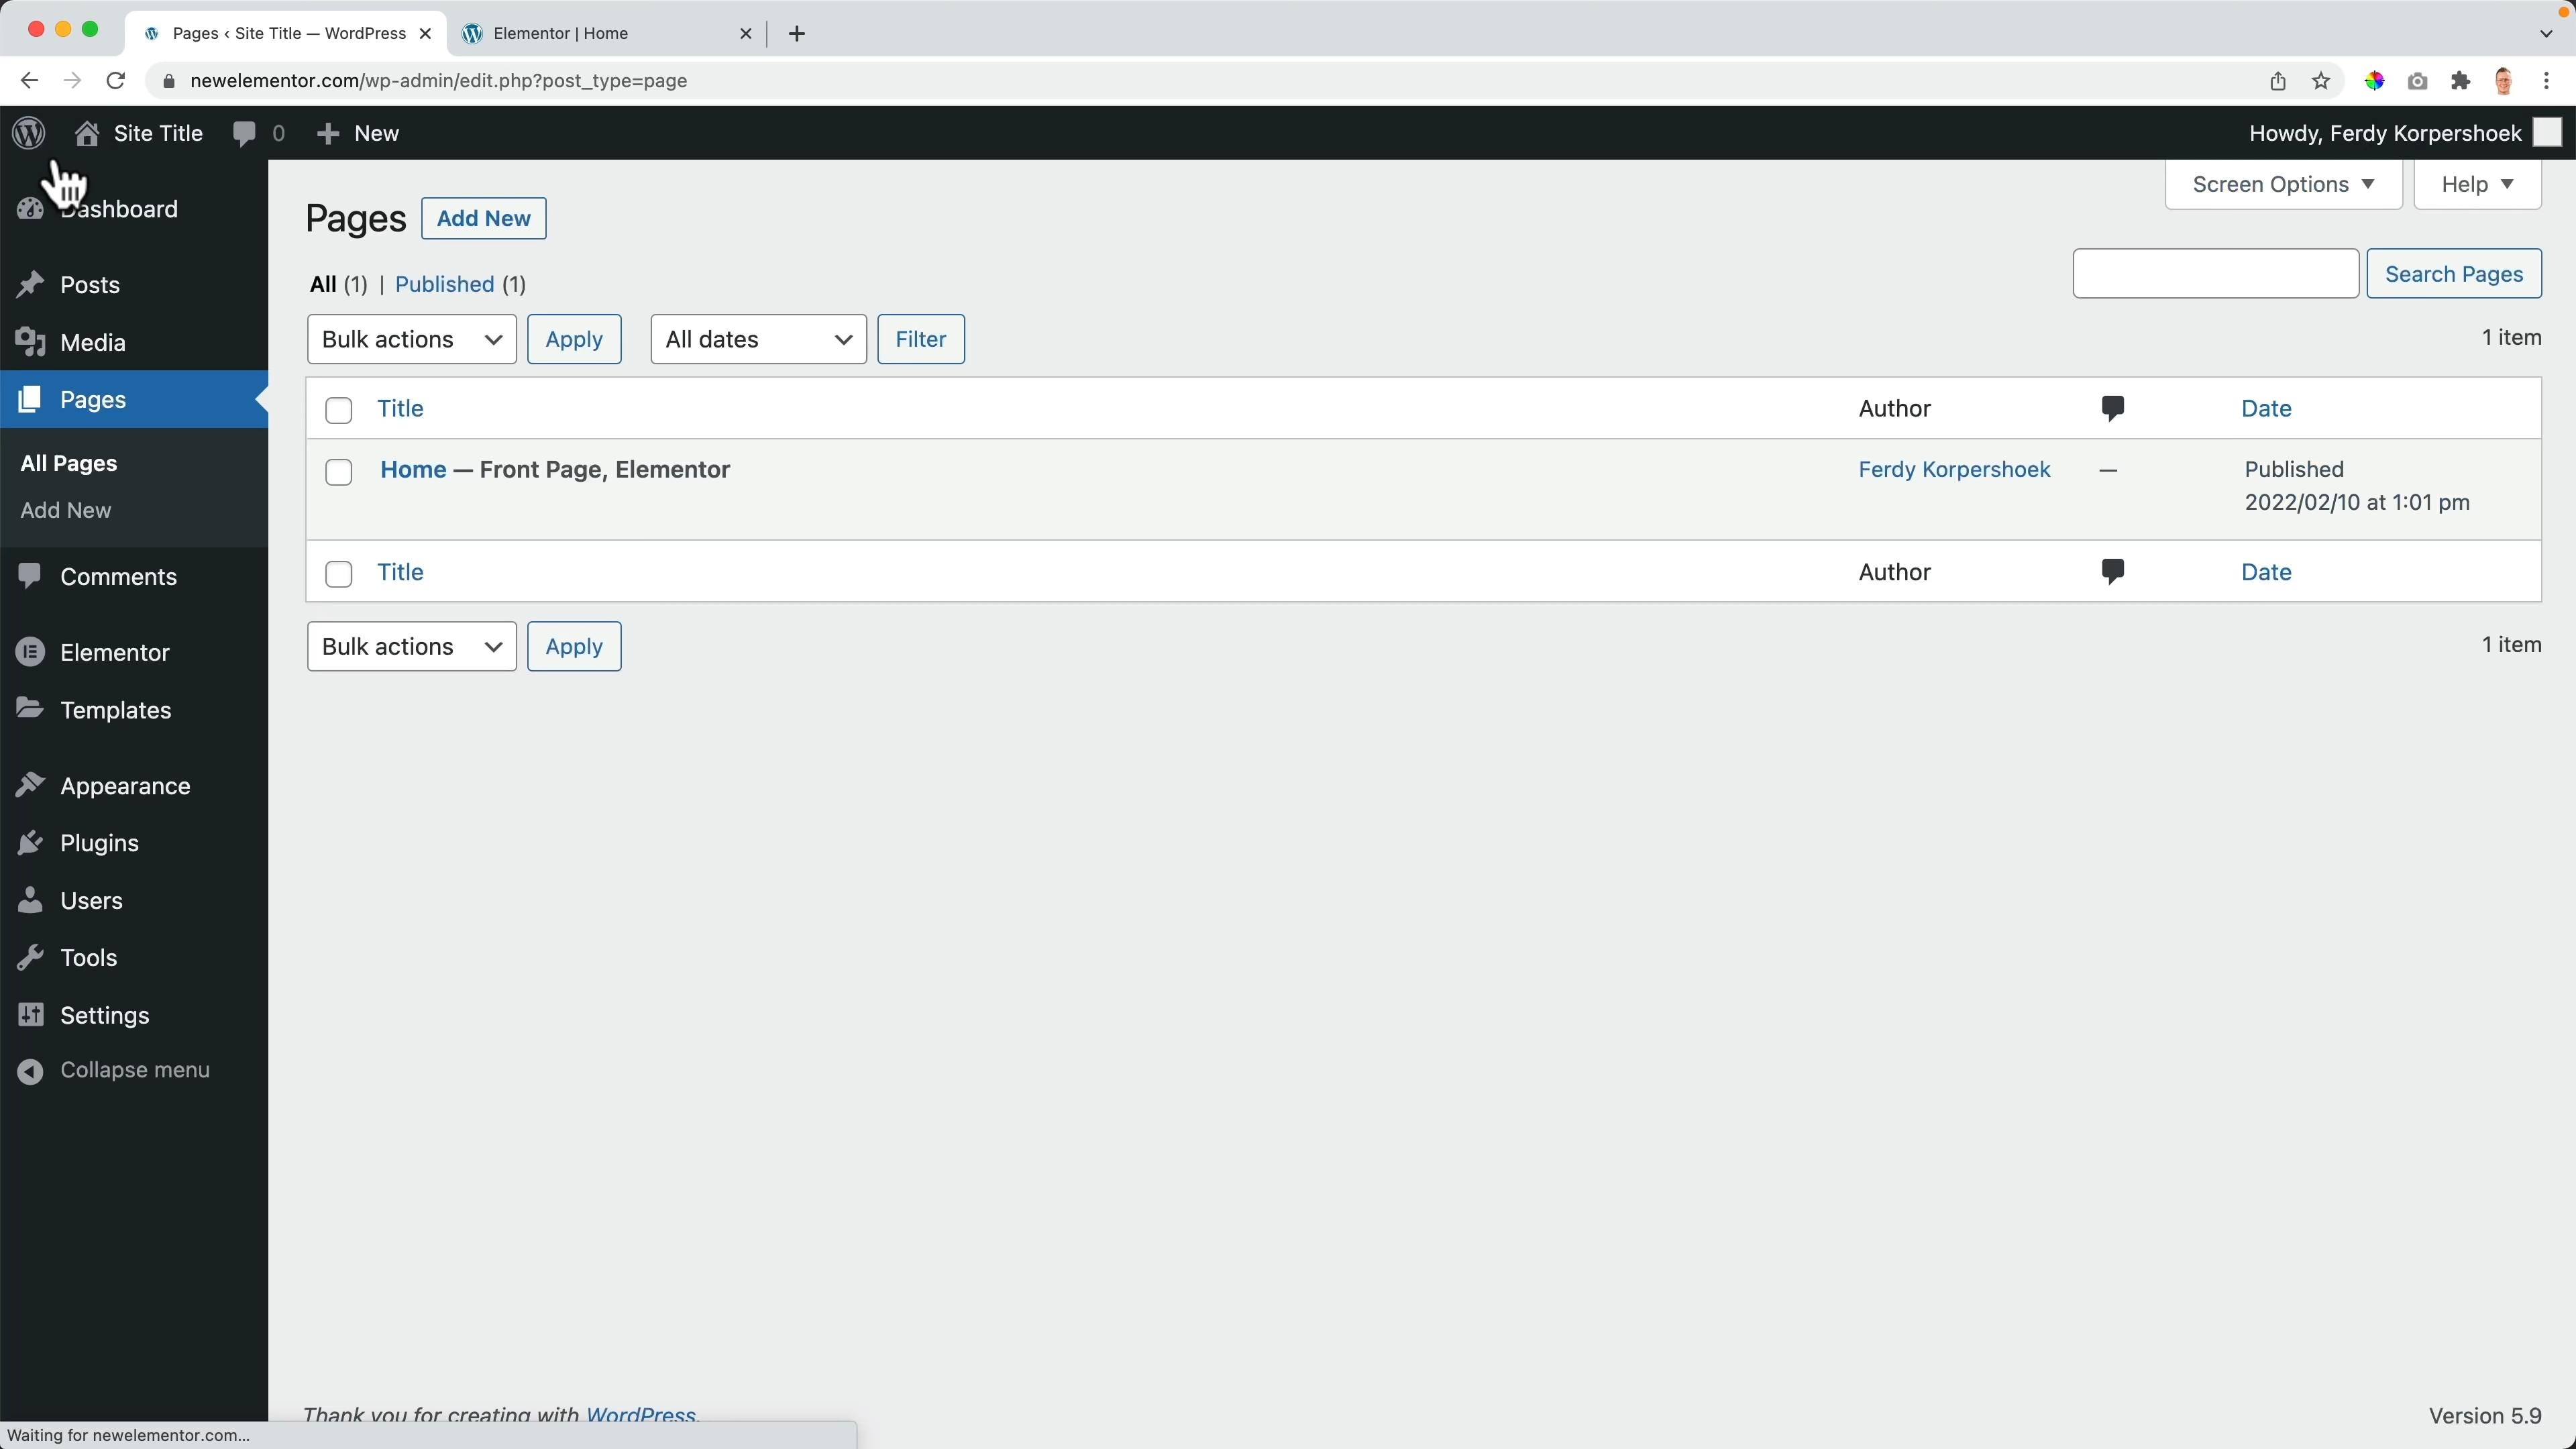 Pages ‹ Site Title — WordPress
Elementor | Home
newelementor.com/wp-admin/edit.php?post_type=page
Site Title
0
New
Howdy, Ferdy Korpershoek
Dashboard
Posts
Media
Pages
All Pages
Add New
Comments
Elementor
Templates
Appearance
Plugins
Users
Tools
Settings
Collapse menu
Screen Options
Help
Pages
Add New
All (1) | Published (1)
Search Pages
Bulk actions
Apply
All dates
Filter
1 item
Title
Author
Date
Home — Front Page, Elementor
Ferdy Korpershoek
—
Published
2022/02/10 at 1:01 pm
Title
Author
Date
Bulk actions
Apply
1 item
Thank you for creating with WordPress.
Version 5.9
Waiting for newelementor.com...